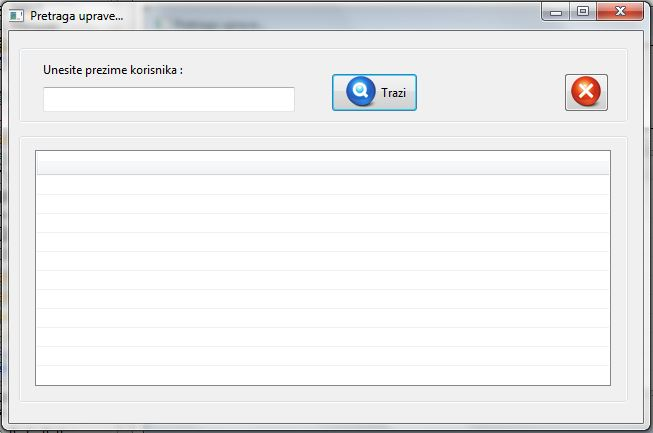 Pretraga uprave...
Unesite prezime korisnika :
Trazi